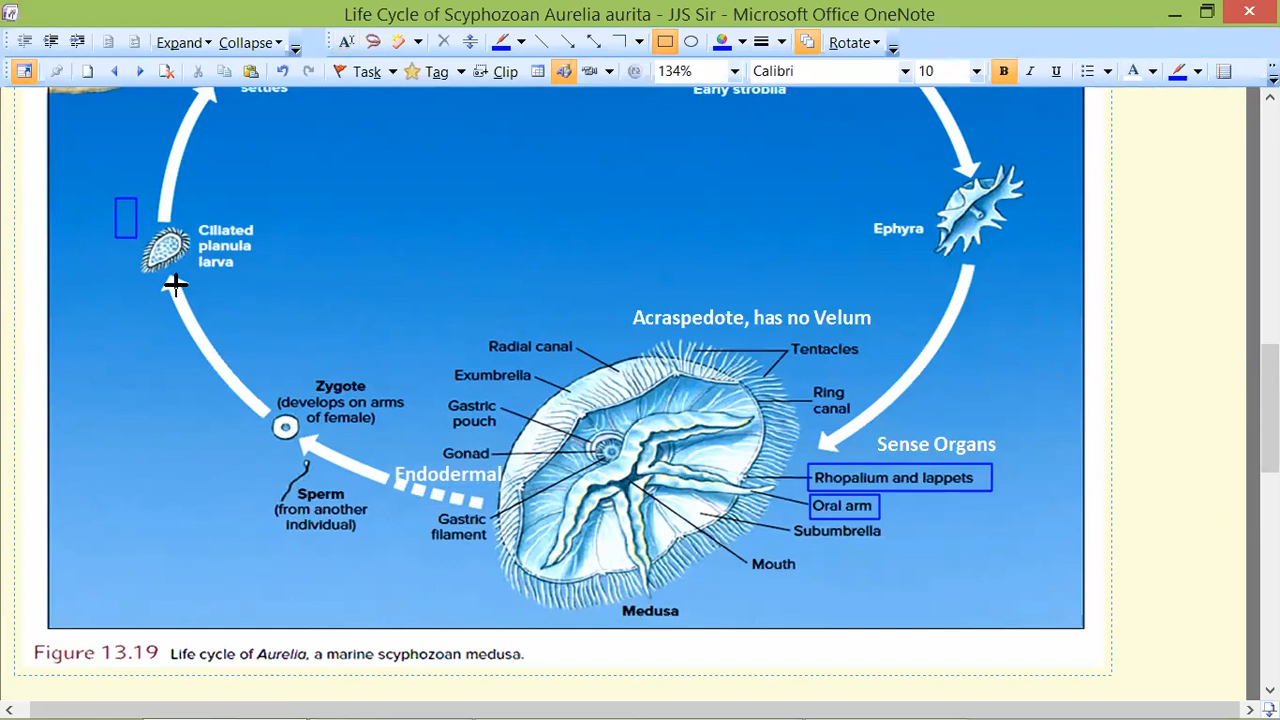 Life Cycle of Scyphozoan Aurelia aurita - JJS Sir - Microsoft Office OneNote
Expand Collapse Rotate
Task Tag Clip 134% Calibri 10 B I U A
settles
Early strobila
Ciliated
planula
larva
Ephyra
Acraspedote, has no Velum
Radial canal
Tentacles
Exumbrella
Zygote
(develops on arms
of female)
Ring
canal
Gastric
pouch
Sense Organs
Gonad
Endodermal
Rhopalium and lappets
Sperm
(from another
individual)
Oral arm
Gastric
filament
Subumbrella
Mouth
Medusa
Figure 13.19 Life cycle of Aurelia, a marine scyphozoan medusa.